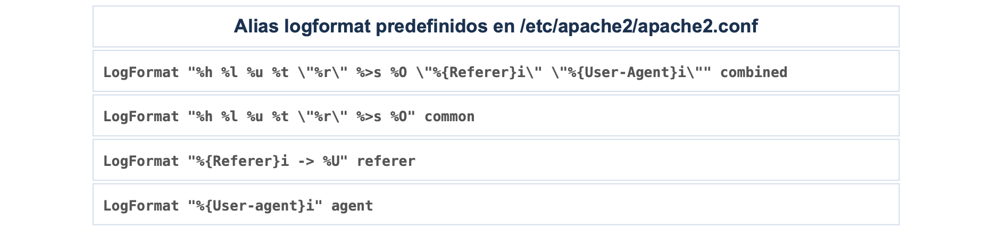 Alias logformat predefinidos en /etc/apache2/apache2.conf
LogFormat "%h %l %u %t \"%r\" %>s %O \"%{Referer}i\" \"%{User-Agent}i\"" combined
LogFormat "%h %l %u %t \"%r\" %>s %O" common
LogFormat "%{Referer}i -> %U" referer
LogFormat "%{User-agent}i" agent